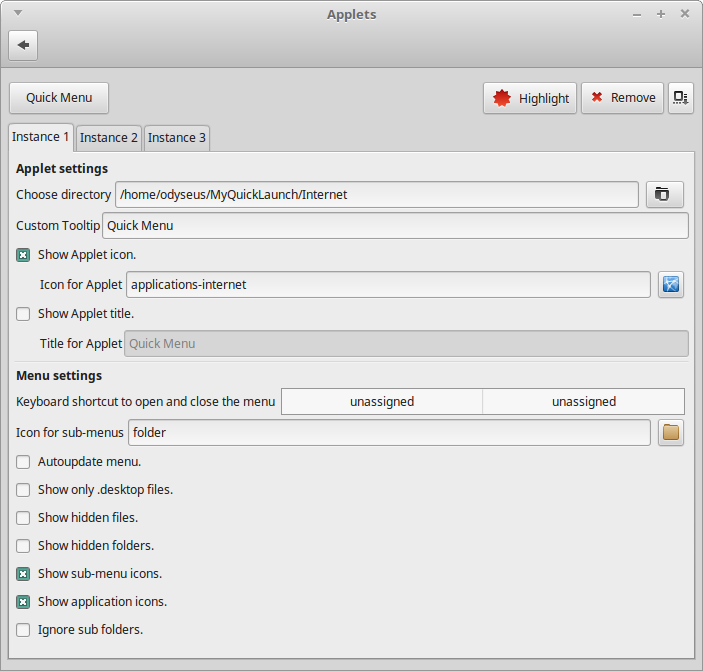 Applets
Quick Menu
Highlight
Remove
Instance 1
Instance 2
Instance 3
Applet settings
Choose directory /home/odyseus/MyQuickLaunch/Internet
Custom Tooltip Quick Menu
Show Applet icon.
Icon for Applet applications-internet
Show Applet title.
Title for Applet Quick Menu
Menu settings
Keyboard shortcut to open and close the menu unassigned unassigned
Icon for sub-menus folder
Autoupdate menu.
Show only .desktop files.
Show hidden files.
Show hidden folders.
Show sub-menu icons.
Show application icons.
Ignore sub folders.